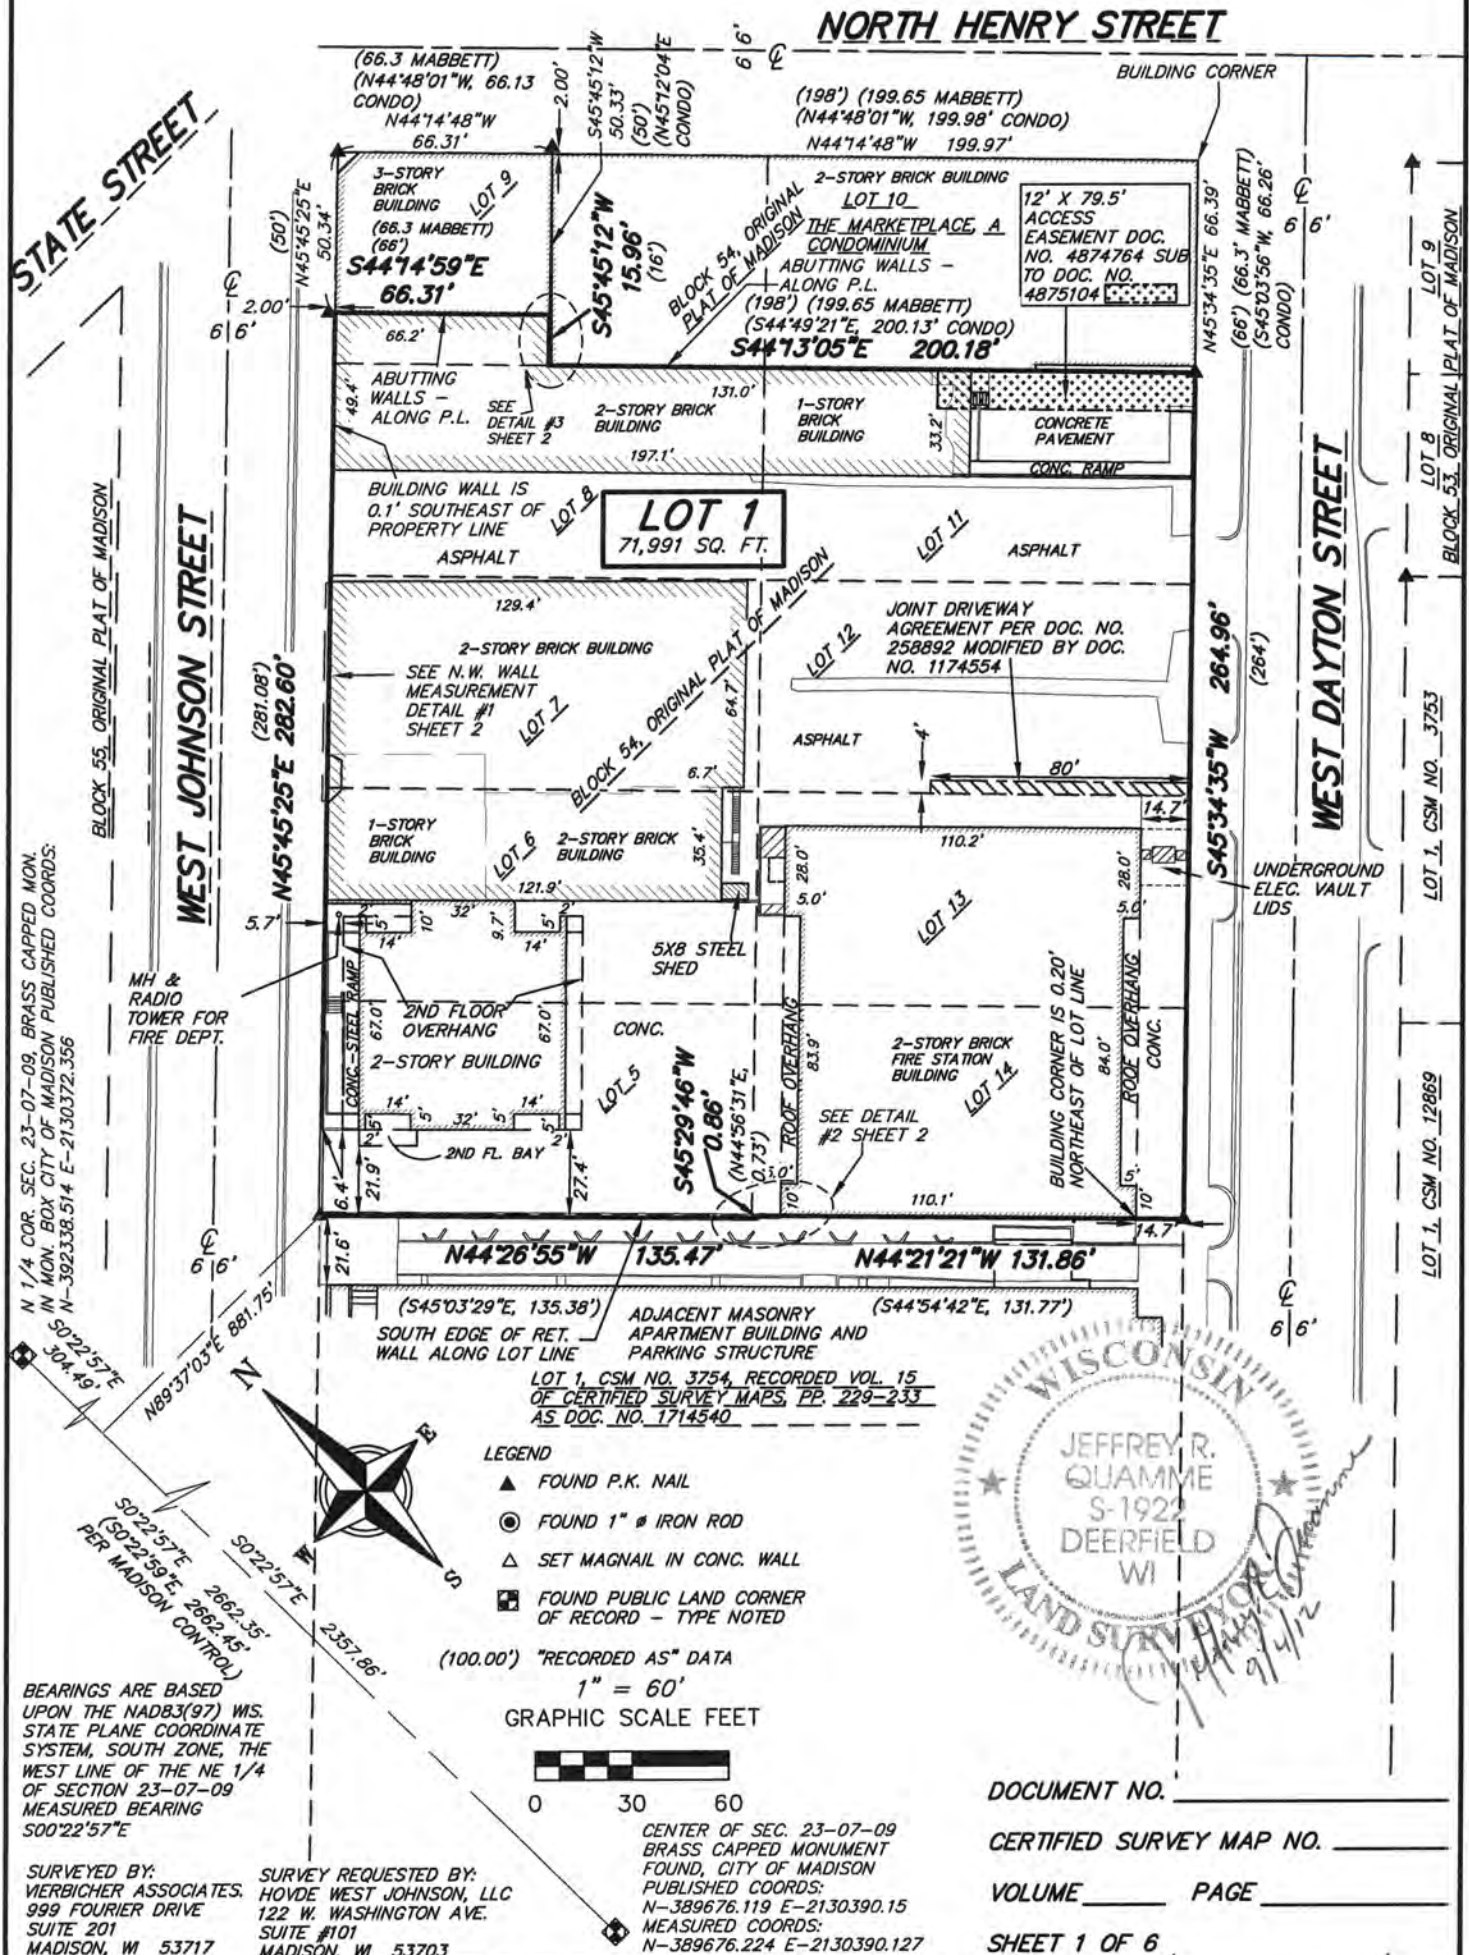 NORTH HENRY STREET
6' 6'
STATE STREET
(66.3 MABBETT)
(N44°48'01"W, 66.13
CONDO)
N44°14'48"W
66.31'
2.00'
S45°45'12"W
50.33'
(50')
(N45°12'04"E
CONDO)
(198') (199.65 MABBETT)
(N44°48'01"W, 199.98' CONDO)
N44°14'48"W 199.97'
BUILDING CORNER
3-STORY
BRICK
BUILDING
LOT 9
(66.3 MABBETT)
(66')
S44°14'59"E
66.31'
(50')
N45°45'25"E
50.34'
2.00'
6 6'
S45°45'12"W
15.96'
(16')
BLOCK 54, ORIGINAL
PLAT OF MADISON
2-STORY BRICK BUILDING
LOT 10
THE MARKETPLACE, A
CONDOMINIUM
ABUTTING WALLS -
ALONG P.L.
(198') (199.65 MABBETT)
(S44°49'21"E, 200.13' CONDO)
S44°13'05"E 200.18'
12' X 79.5'
ACCESS
EASEMENT DOC.
NO. 4874764 SUB
TO DOC. NO.
4875104
N45°34'35"E 66.39'
(66') (66.3' MABBETT)
(S45°03'56"W, 66.26'
CONDO)
6 6'
LOT 9
LOT 8
BLOCK 53, ORIGINAL PLAT OF MADISON
66.2'
49.4'
ABUTTING
WALLS -
ALONG P.L.
SEE
DETAIL #3
SHEET 2
131.0'
2-STORY BRICK
BUILDING
1-STORY
BRICK
BUILDING
33.2'
197.1'
CONCRETE
PAVEMENT
CONC. RAMP
BUILDING WALL IS
0.1' SOUTHEAST OF
PROPERTY LINE
LOT 8
ASPHALT
LOT 1
71,991 SQ. FT.
LOT 11
ASPHALT
BLOCK 55, ORIGINAL PLAT OF MADISON
WEST JOHNSON STREET
(281.08')
N45°45'25"E 282.60'
129.4'
2-STORY BRICK BUILDING
SEE N.W. WALL
MEASUREMENT
DETAIL #1
SHEET 2
LOT 7
BLOCK 54, ORIGINAL PLAT OF MADISON
64.7'
LOT 12
JOINT DRIVEWAY
AGREEMENT PER DOC. NO.
258892 MODIFIED BY DOC.
NO. 1174554
ASPHALT
4'
80'
14.7'
S45°34'35"W 264.96'
(264')
WEST DAYTON STREET
LOT 1, CSM NO. 3753
1-STORY
BRICK
BUILDING
LOT 6
2-STORY BRICK
BUILDING
6.7'
35.4'
121.9'
110.2'
28.0'
5.0'
28.0'
5.0'
LOT 13
UNDERGROUND
ELEC. VAULT
LIDS
5X8 STEEL
SHED
5.7'
MH &
RADIO
TOWER FOR
FIRE DEPT.
2'
5'
14'
10'
32'
9.7'
14'
5'
2'
CONC.-STEEL RAMP
67.0'
2ND FLOOR
OVERHANG
67.0'
2-STORY BUILDING
14'
5'
32'
5'
14'
5'
2'
5'
2'
2ND FL. BAY
6.4'
21.9'
27.4'
CONC.
LOT 5
S45°29'46"W
0.86'
(N44°56'31"E,
0.73')
ROOF OVERHANG
83.9'
2-STORY BRICK
FIRE STATION
BUILDING
LOT 14
SEE DETAIL
#2 SHEET 2
BUILDING CORNER IS 0.20'
NORTHEAST OF LOT LINE
84.0'
ROOF OVERHANG
CONC.
10'
110.1'
5'
10'
14.7'
LOT 1, CSM NO. 12869
N 1/4 COR. SEC. 23-07-09, BRASS CAPPED MON.
IN MON. BOX CITY OF MADISON PUBLISHED COORDS:
N-392338.514 E-2130372.356
6 6'
21.6'
N44°26'55"W 135.47'
N44°21'21"W 131.86'
(S45°03'29"E, 135.38')
(S44°54'42"E, 131.77')
6 6'
SOUTH EDGE OF RET.
WALL ALONG LOT LINE
ADJACENT MASONRY
APARTMENT BUILDING AND
PARKING STRUCTURE
LOT 1, CSM NO. 3754, RECORDED VOL. 15
OF CERTIFIED SURVEY MAPS, PP. 229-233
AS DOC. NO. 1714540
S0°22'57"E
304.49'
N89°37'03"E 881.75'
N
E
W
S
S0°22'57"E 2662.35'
(S0°22'59"E, 2662.45'
PER MADISON CONTROL)
S0°22'57"E 2357.86'
LEGEND
FOUND P.K. NAIL
FOUND 1" ø IRON ROD
SET MAGNAIL IN CONC. WALL
FOUND PUBLIC LAND CORNER
OF RECORD - TYPE NOTED
(100.00') "RECORDED AS" DATA
1" = 60'
GRAPHIC SCALE FEET
0 30 60
WISCONSIN
JEFFREY R.
QUAMME
S-1922
DEERFIELD
WI
LAND SURVEYOR
9/4/12
BEARINGS ARE BASED
UPON THE NAD83(97) WIS.
STATE PLANE COORDINATE
SYSTEM, SOUTH ZONE, THE
WEST LINE OF THE NE 1/4
OF SECTION 23-07-09
MEASURED BEARING
S00°22'57"E
SURVEYED BY:
VIERBICHER ASSOCIATES.
999 FOURIER DRIVE
SUITE 201
MADISON, WI 53717
SURVEY REQUESTED BY:
HOVDE WEST JOHNSON, LLC
122 W. WASHINGTON AVE.
SUITE #101
MADISON, WI 53703
CENTER OF SEC. 23-07-09
BRASS CAPPED MONUMENT
FOUND, CITY OF MADISON
PUBLISHED COORDS:
N-389676.119 E-2130390.15
MEASURED COORDS:
N-389676.224 E-2130390.127
DOCUMENT NO.
CERTIFIED SURVEY MAP NO.
VOLUME PAGE
SHEET 1 OF 6